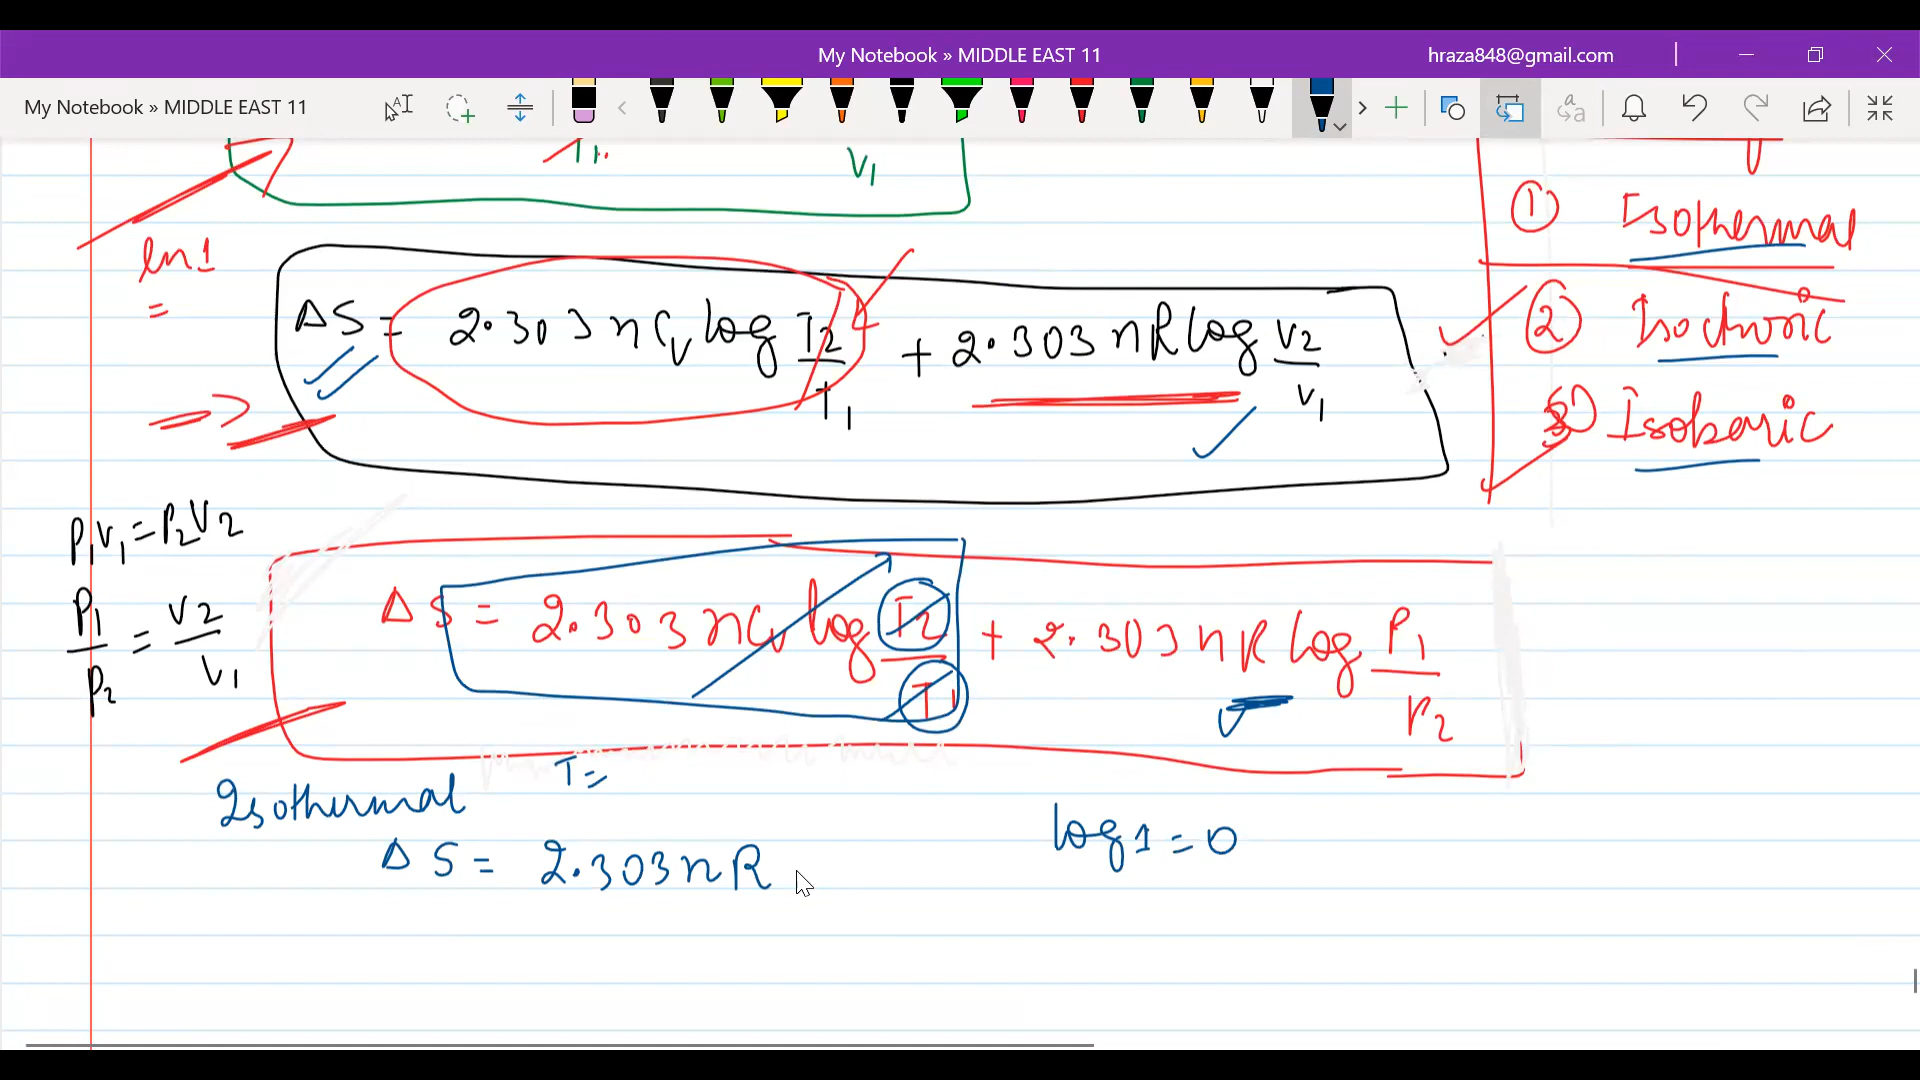 My Notebook » MIDDLE EAST 11
hraza848@gmail.com
My Notebook » MIDDLE EAST 11
T1.
V1
① Isothermal
ln1
=
ΔS = 2.303 n Cv log T2/T1 + 2.303 nR log V2/V1
② Isochoric
③ Isobaric
P1V1 = P2V2
P1/P2 = V2/V1
ΔS = 2.303 n Cv log T2/T1 + 2.303 nR log P1/P2
Isothermal T=
ΔS = 2.303 nR
log 1 = 0